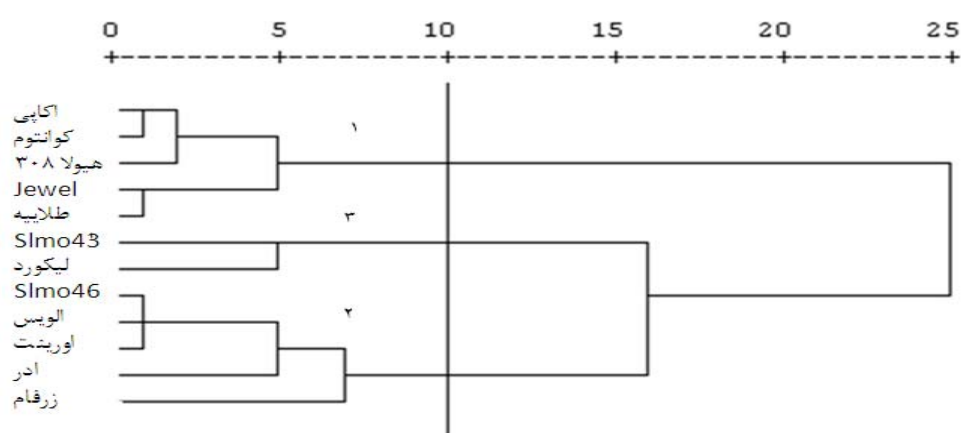 0 5 10 15 20 25
اکاپی
کوانتوم
هیولا ۳۰۸
Jewel
طلاییه
Slmo43
لیکورد
Slmo46
الویس
اورینت
ادر
زرفام
۱
۳
۲